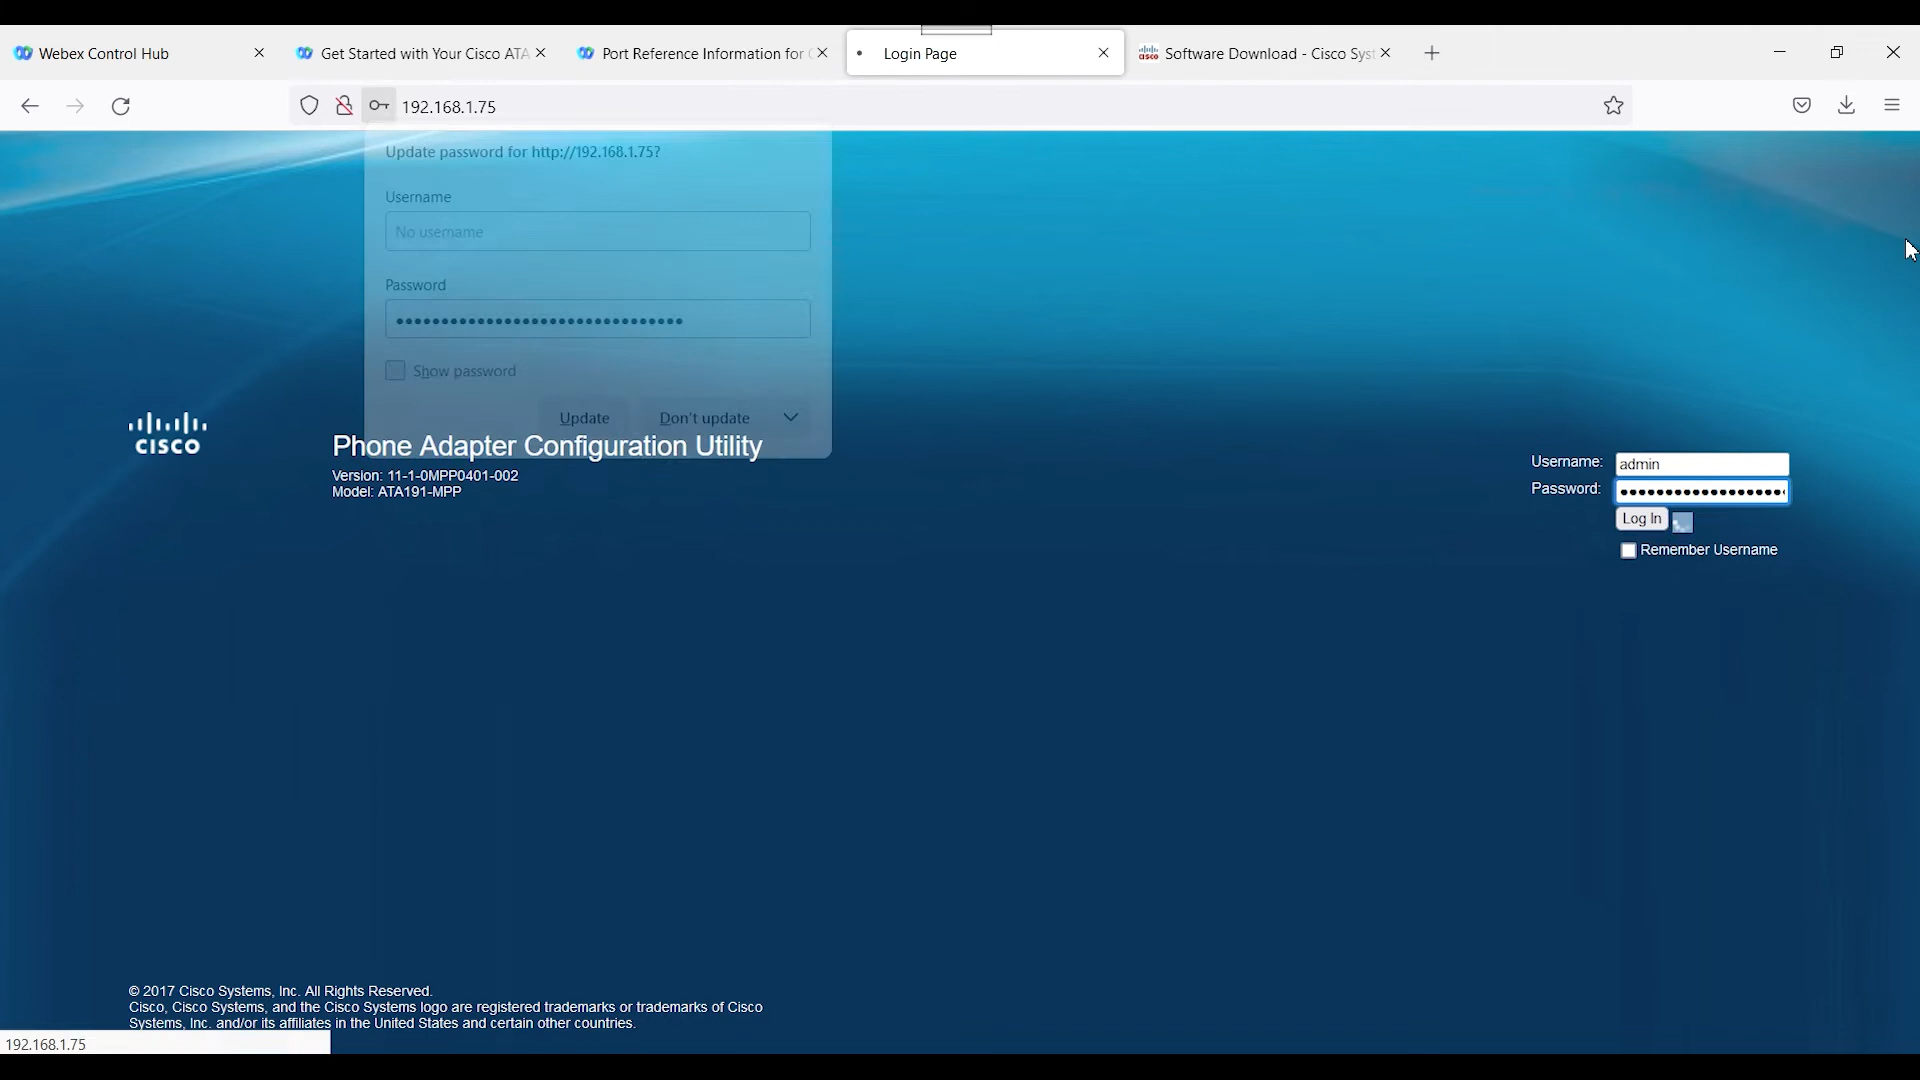 Webex Control Hub
Get Started with Your Cisco ATA
Port Reference Information for C
Login Page
Software Download - Cisco Syst
192.168.1.75
Update password for http://192.168.1.75?
Username
No username
Password
••••••••••••••••••••••••••••••••
Show password
Update
Don't update
CISCO
Phone Adapter Configuration Utility
Version: 11-1-0MPP0401-002
Model: ATA191-MPP
Username: admin
Password: ••••••••••••••••••
Log In
Remember Username
© 2017 Cisco Systems, Inc. All Rights Reserved.
Cisco, Cisco Systems, and the Cisco Systems logo are registered trademarks or trademarks of Cisco
Systems, Inc. and/or its affiliates in the United States and certain other countries.
192.168.1.75